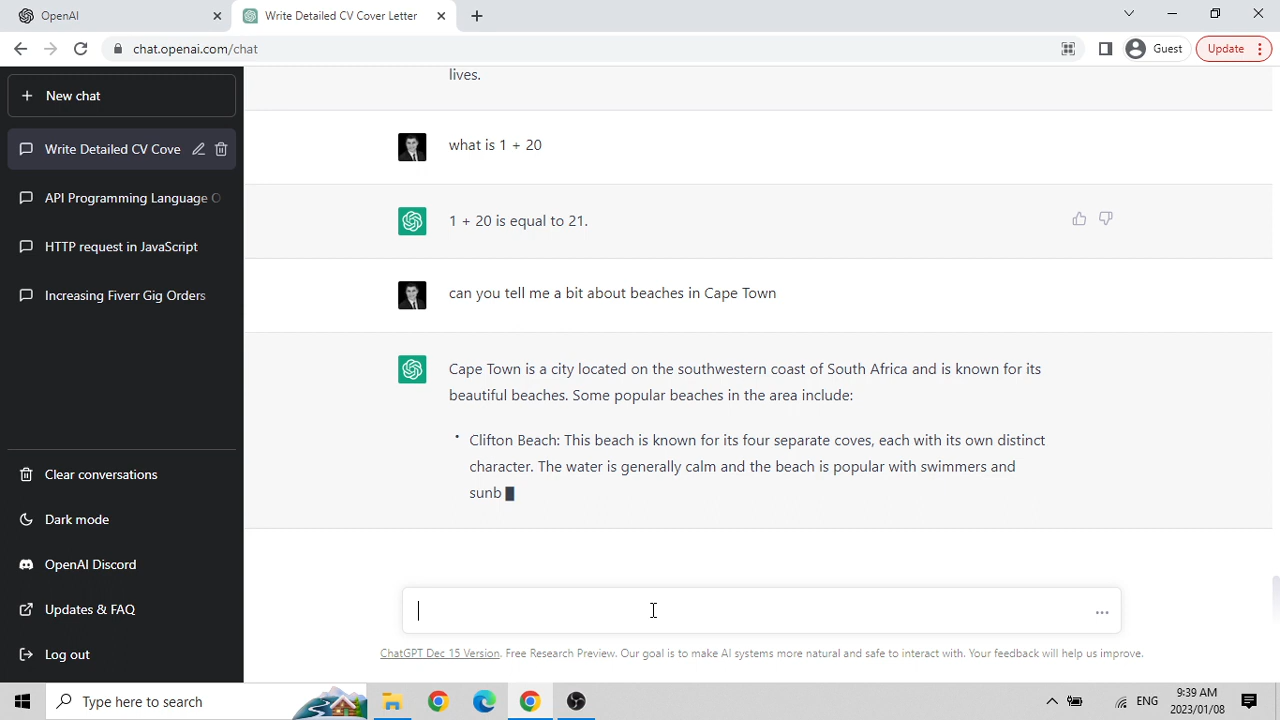 OpenAI
Write Detailed CV Cover Letter
chat.openai.com/chat
Guest
Update
New chat
Write Detailed CV Cove
API Programming Language
HTTP request in JavaScript
Increasing Fiverr Gig Orders
Clear conversations
Dark mode
OpenAI Discord
Updates & FAQ
Log out
lives.
what is 1 + 20
1 + 20 is equal to 21.
can you tell me a bit about beaches in Cape Town
Cape Town is a city located on the southwestern coast of South Africa and is known for its
beautiful beaches. Some popular beaches in the area include:
• Clifton Beach: This beach is known for its four separate coves, each with its own distinct
character. The water is generally calm and the beach is popular with swimmers and
sunb
ChatGPT Dec 15 Version. Free Research Preview. Our goal is to make AI systems more natural and safe to interact with. Your feedback will help us improve.
Type here to search
ENG
9:39 AM
2023/01/08